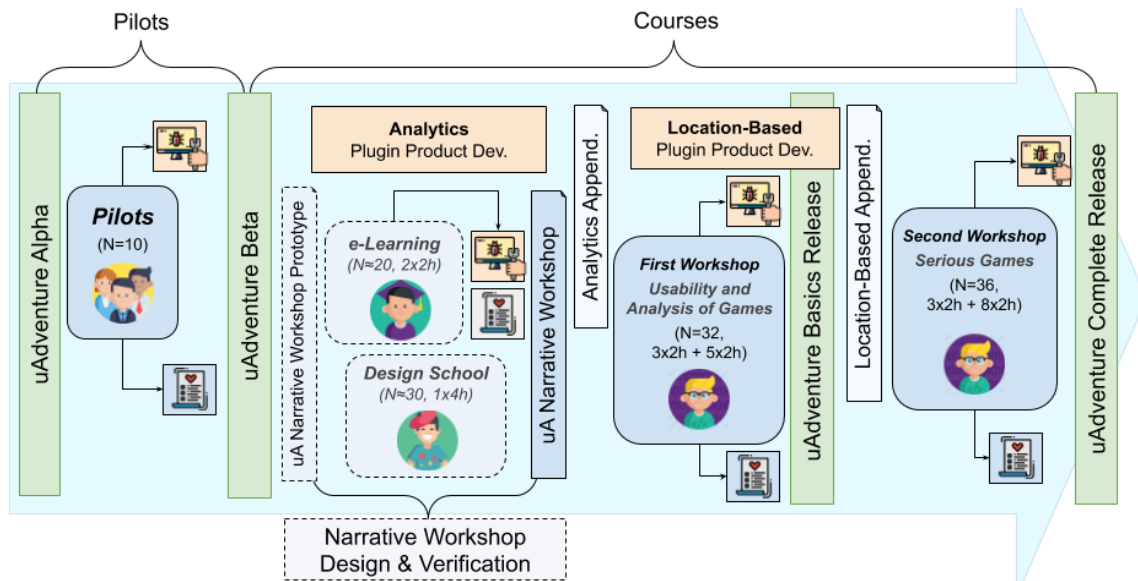 Pilots
Courses
uAdventure Alpha
Pilots
(N=10)
uAdventure Beta
Analytics
Plugin Product Dev.
uA Narrative Workshop Prototype
e-Learning
(N≈20, 2x2h)
Design School
(N≈30, 1x4h)
uA Narrative Workshop
Narrative Workshop
Design & Verification
Analytics Append.
Location-Based
Plugin Product Dev.
First Workshop
Usability and
Analysis of Games
(N=32,
3x2h + 5x2h)
uAdventure Basics Release
Location-Based Append.
Second Workshop
Serious Games
(N=36,
3x2h + 8x2h)
uAdventure Complete Release